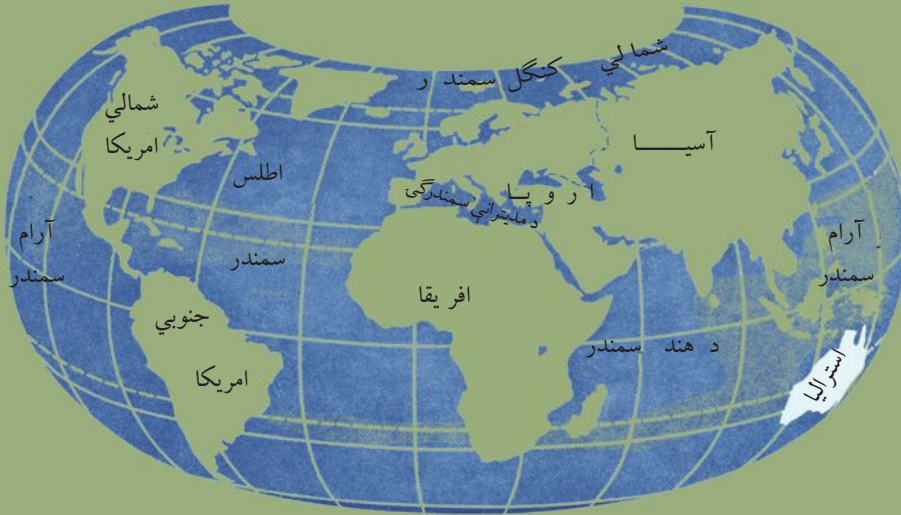 شمالي کنګل سمندر
شمالي
امریکا
آسیـــــا
اطلس
اروپا
د مدیتراني سمندرګی
آرام
سمندر
سمندر
آرام
سمندر
افریقا
جنوبي
امریکا
د هند سمندر
استرالیا